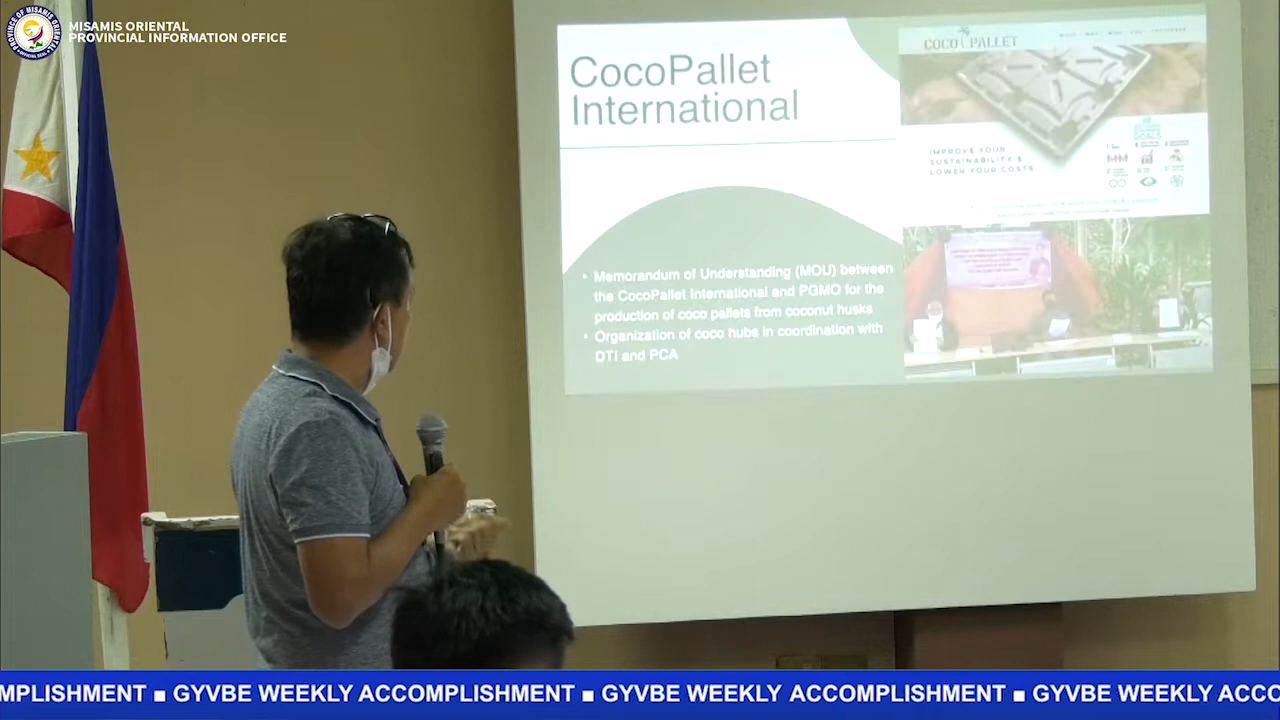 MISAMIS ORIENTAL
PROVINCIAL INFORMATION OFFICE
CocoPallet
International
• Memorandum of Understanding (MOU) between
the CocoPallet International and PGMO for the
production of coco pallets from coconut husks
• Organization of coco hubs in coordination with
DTI and PCA
COCO PALLET
IMPROVE YOUR
SUSTAINABILITY &
LOWER YOUR COSTS
GOALS
MPLISHMENT ■ GYVBE WEEKLY ACCOMPLISHMENT ■ GYVBE WEEKLY ACCOMPLISHMENT ■ GYVBE WEEKLY ACCO